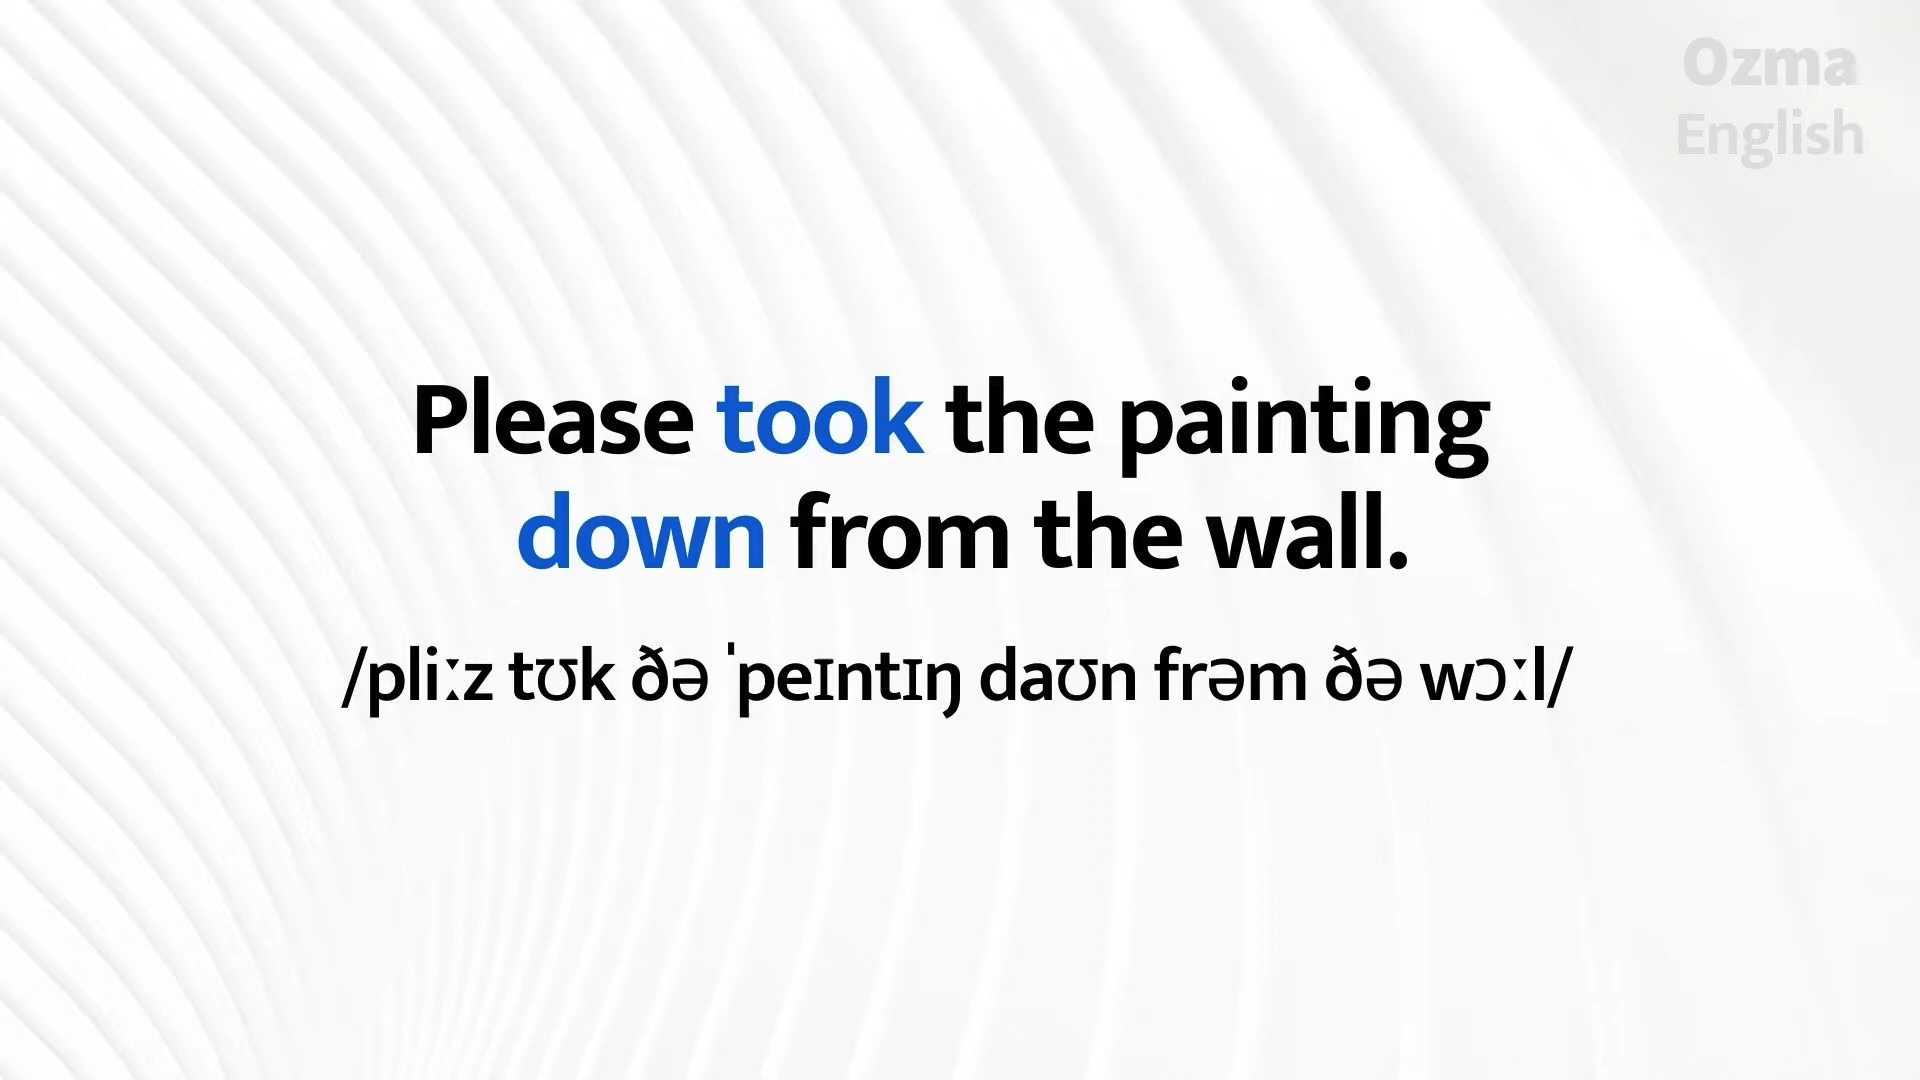 Ozma
English
Please took the painting
down from the wall.
/pliːz tʊk ðə ˈpeɪntɪŋ daʊn frəm ðə wɔːl/